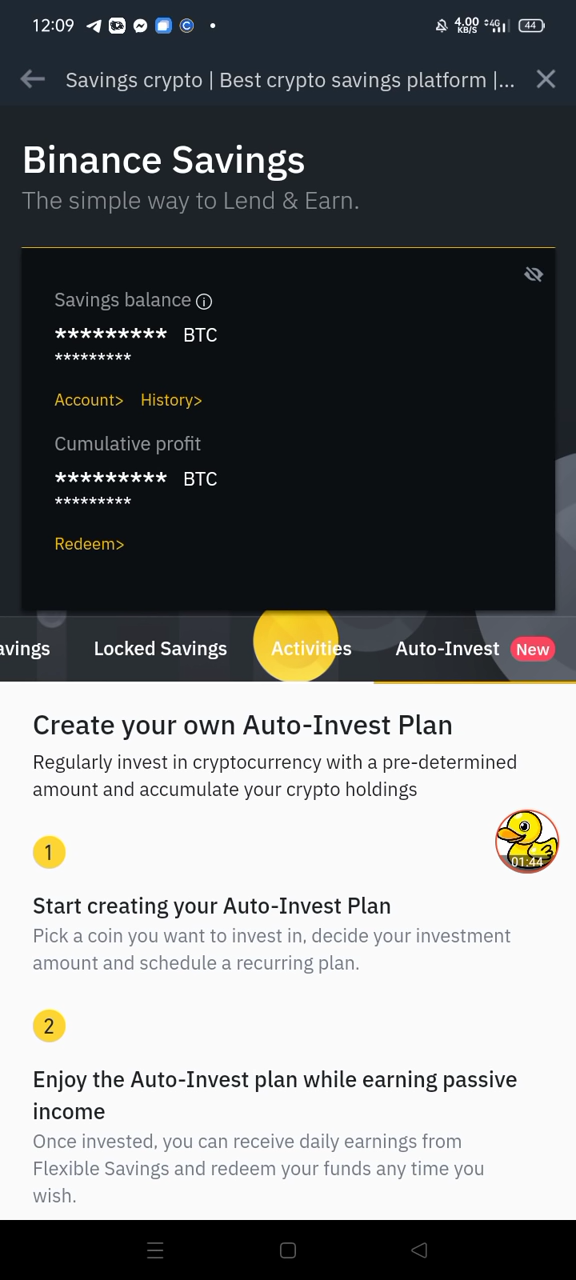 12:09
4.00 KB/S 4G 44
Savings crypto | Best crypto savings platform |...
Binance Savings
The simple way to Lend & Earn.
Savings balance
********* BTC
*********
Account> History>
Cumulative profit
********* BTC
*********
Redeem>
avings Locked Savings Activities Auto-Invest New
Create your own Auto-Invest Plan
Regularly invest in cryptocurrency with a pre-determined
amount and accumulate your crypto holdings
1
01:44
Start creating your Auto-Invest Plan
Pick a coin you want to invest in, decide your investment
amount and schedule a recurring plan.
2
Enjoy the Auto-Invest plan while earning passive
income
Once invested, you can receive daily earnings from
Flexible Savings and redeem your funds any time you
wish.